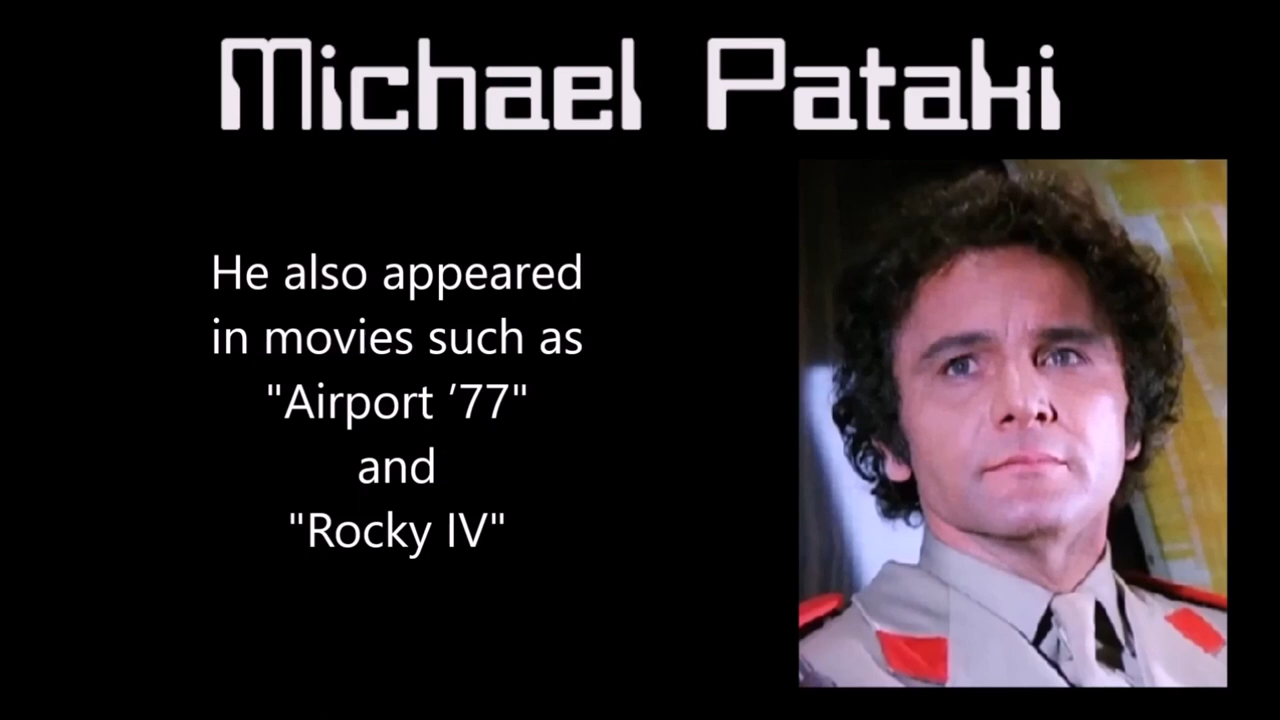 Michael Pataki
He also appeared
in movies such as
"Airport ’77"
and
"Rocky IV"